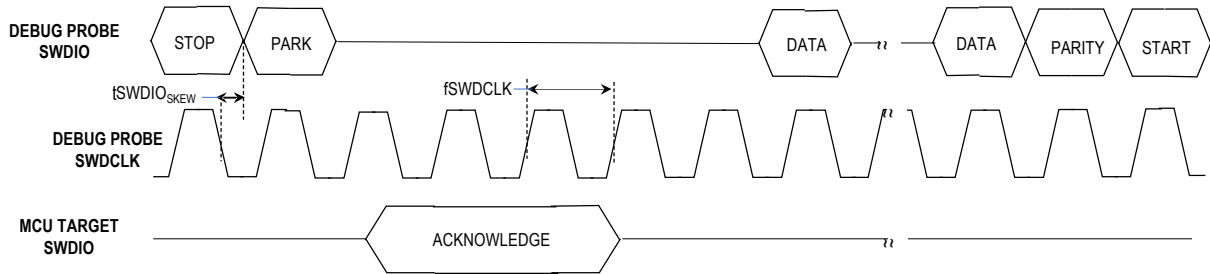 DEBUG PROBE
SWDIO
STOP
PARK
DATA
DATA
PARITY
START
tSWDIOSKEW
fSWDCLK
DEBUG PROBE
SWDCLK
MCU TARGET
SWDIO
ACKNOWLEDGE